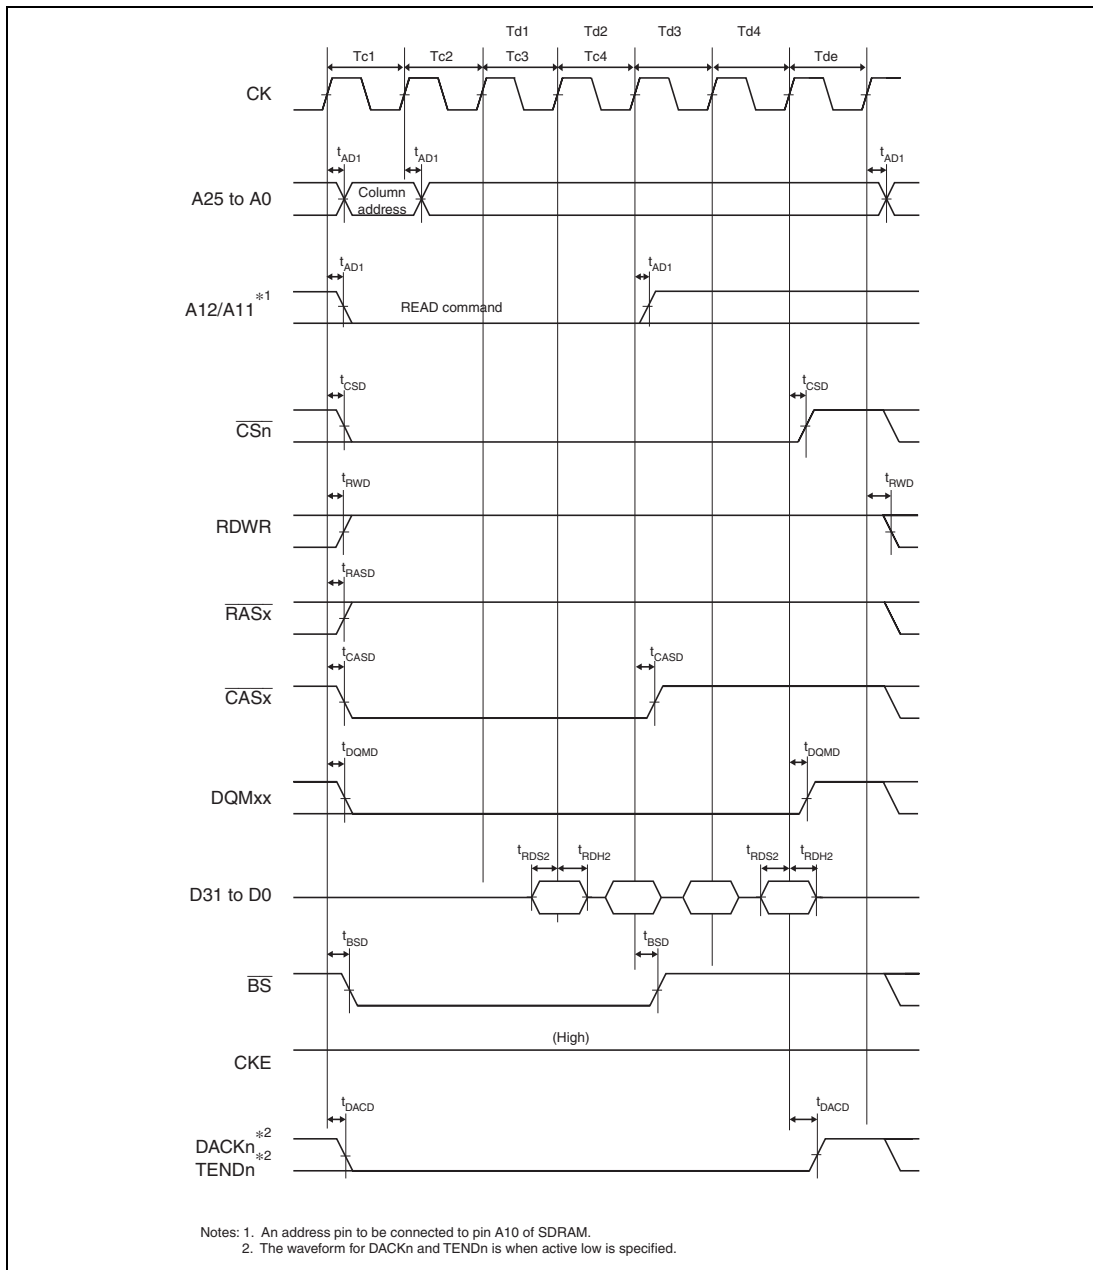 Td1 Td2 Td3 Td4
Tc1 Tc2 Tc3 Tc4 Tde
CK
tAD1 tAD1 tAD1
A25 to A0
Column
address
tAD1 tAD1
A12/A11*1
READ command
tCSD tCSD
CSn
tRWD tRWD
RDWR
tRASD
RASx
tCASD tCASD
CASx
tDQMD tDQMD
DQMxx
tRDS2 tRDH2 tRDS2 tRDH2
D31 to D0
tBSD tBSD
BS
(High)
CKE
tDACD tDACD
DACKn*2
TENDn*2
Notes: 1. An address pin to be connected to pin A10 of SDRAM.
2. The waveform for DACKn and TENDn is when active low is specified.